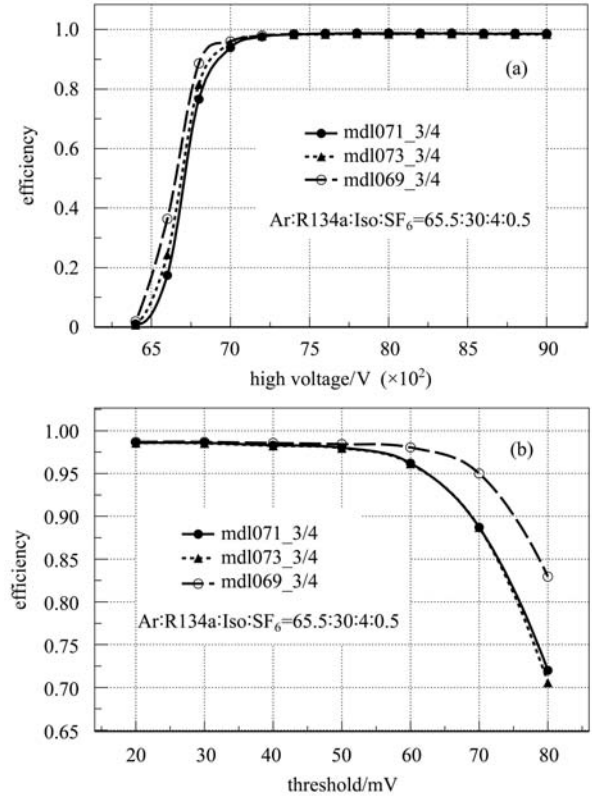 1.0
(a)
0.8
mdl071_3/4
0.6
mdl073_3/4
mdl069_3/4
efficiency
0.4
Ar:R134a:Iso:SF₆=65.5:30:4:0.5
0.2
0
65 70 75 80 85 90
high voltage/V (×10²)
1.00
(b)
0.95
0.90
mdl071_3/4
0.85
mdl073_3/4
mdl069_3/4
efficiency
0.80
Ar:R134a:Iso:SF₆=65.5:30:4:0.5
0.75
0.70
0.65
20 30 40 50 60 70 80
threshold/mV